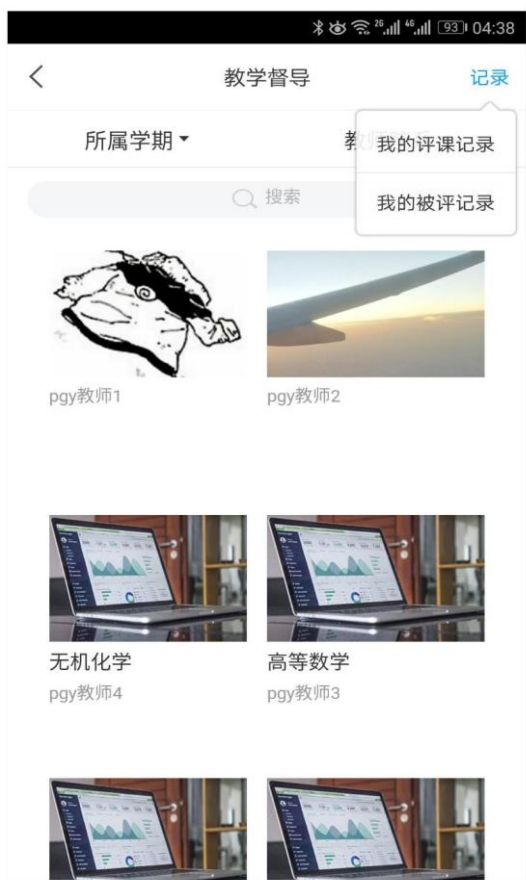 2G 4G 93 04:38
教学督导
记录
所属学期
我的评课记录
搜索
我的被评记录
pgy教师1
pgy教师2
无机化学
高等数学
pgy教师4
pgy教师3